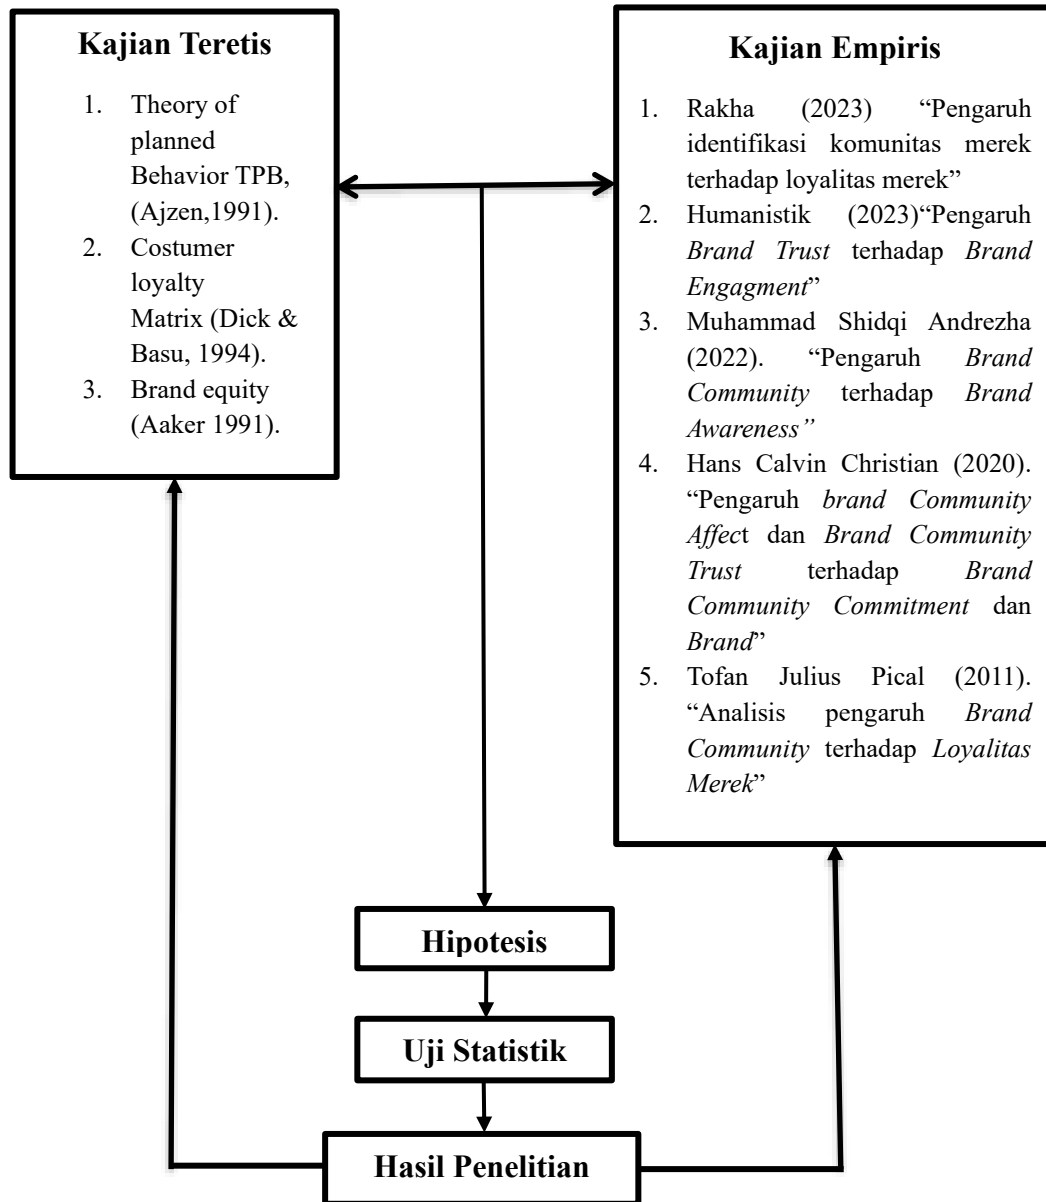 Kajian Teretis
1. Theory of
planned
Behavior TPB,
(Ajzen,1991).
2. Costumer
loyalty
Matrix (Dick &
Basu, 1994).
3. Brand equity
(Aaker 1991).
Kajian Empiris
1. Rakha (2023) “Pengaruh
identifikasi komunitas merek
terhadap loyalitas merek”
2. Humanistik (2023)“Pengaruh
Brand Trust terhadap Brand
Engagment”
3. Muhammad Shidqi Andrezha
(2022). “Pengaruh Brand
Community terhadap Brand
Awareness”
4. Hans Calvin Christian (2020).
“Pengaruh brand Community
Affect dan Brand Community
Trust terhadap Brand
Community Commitment dan
Brand”
5. Tofan Julius Pical (2011).
“Analisis pengaruh Brand
Community terhadap Loyalitas
Merek”
Hipotesis
Uji Statistik
Hasil Penelitian